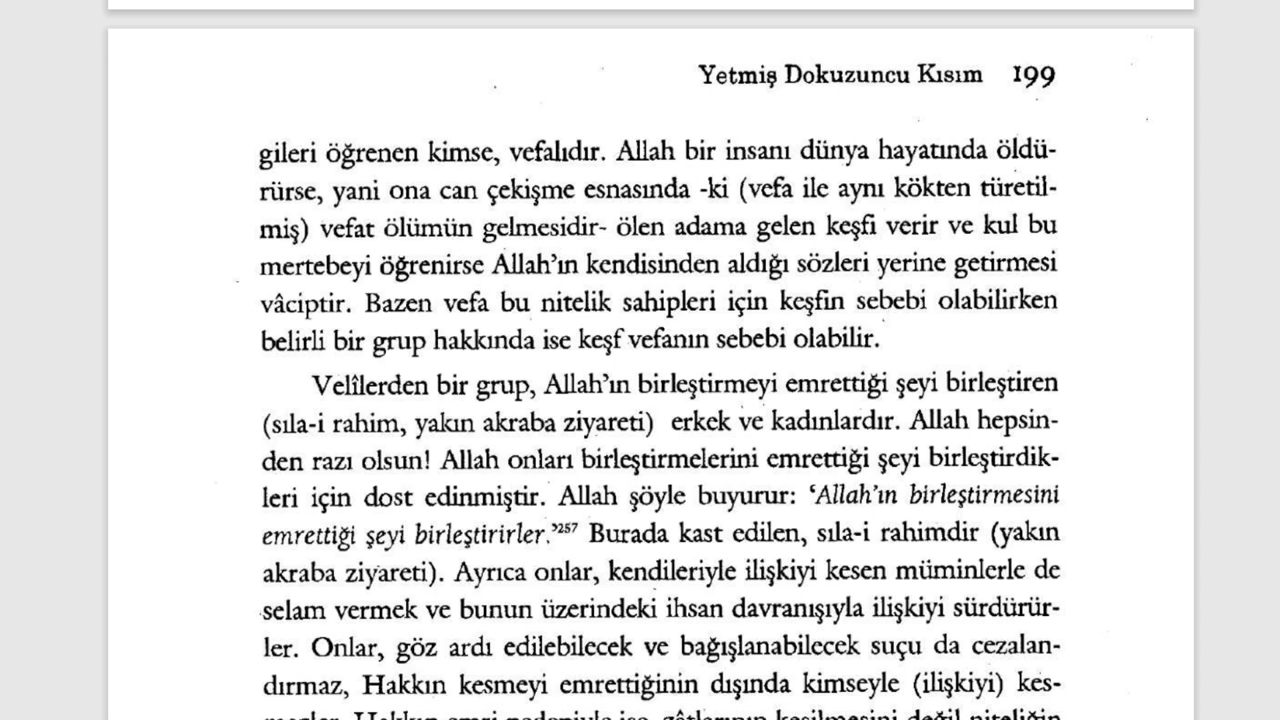 Yetmiş Dokuzuncu Kısım 199
gileri öğrenen kimse, vefalıdır. Allah bir insanı dünya hayatında öldü-
rürse, yani ona can çekişme esnasında -ki (vefa ile aynı kökten türetil-
miş) vefat ölümün gelmesidir- ölen adama gelen keşfi verir ve kul bu
mertebeyi öğrenirse Allah’ın kendisinden aldığı sözleri yerine getirmesi
vâciptir. Bazen vefa bu nitelik sahipleri için keşfin sebebi olabilirken
belirli bir grup hakkında ise keşf vefanın sebebi olabilir.
Velîlerden bir grup, Allah’ın birleştirmeyi emrettiği şeyi birleştiren
(sıla-i rahim, yakın akraba ziyareti) erkek ve kadınlardır. Allah hepsin-
den razı olsun! Allah onları birleştirmelerini emrettiği şeyi birleştirdik-
leri için dost edinmiştir. Allah şöyle buyurur: ‘Allah’ın birleştirmesini
emrettiği şeyi birleştirirler.’257 Burada kast edilen, sıla-i rahimdir (yakın
akraba ziyareti). Ayrıca onlar, kendileriyle ilişkiyi kesen müminlerle de
selam vermek ve bunun üzerindeki ihsan davranışıyla ilişkiyi sürdürür-
ler. Onlar, göz ardı edilebilecek ve bağışlanabilecek suçu da cezalan-
dırmaz, Hakkın kesmeyi emrettiğinin dışında kimseyle (ilişkiyi) kes-